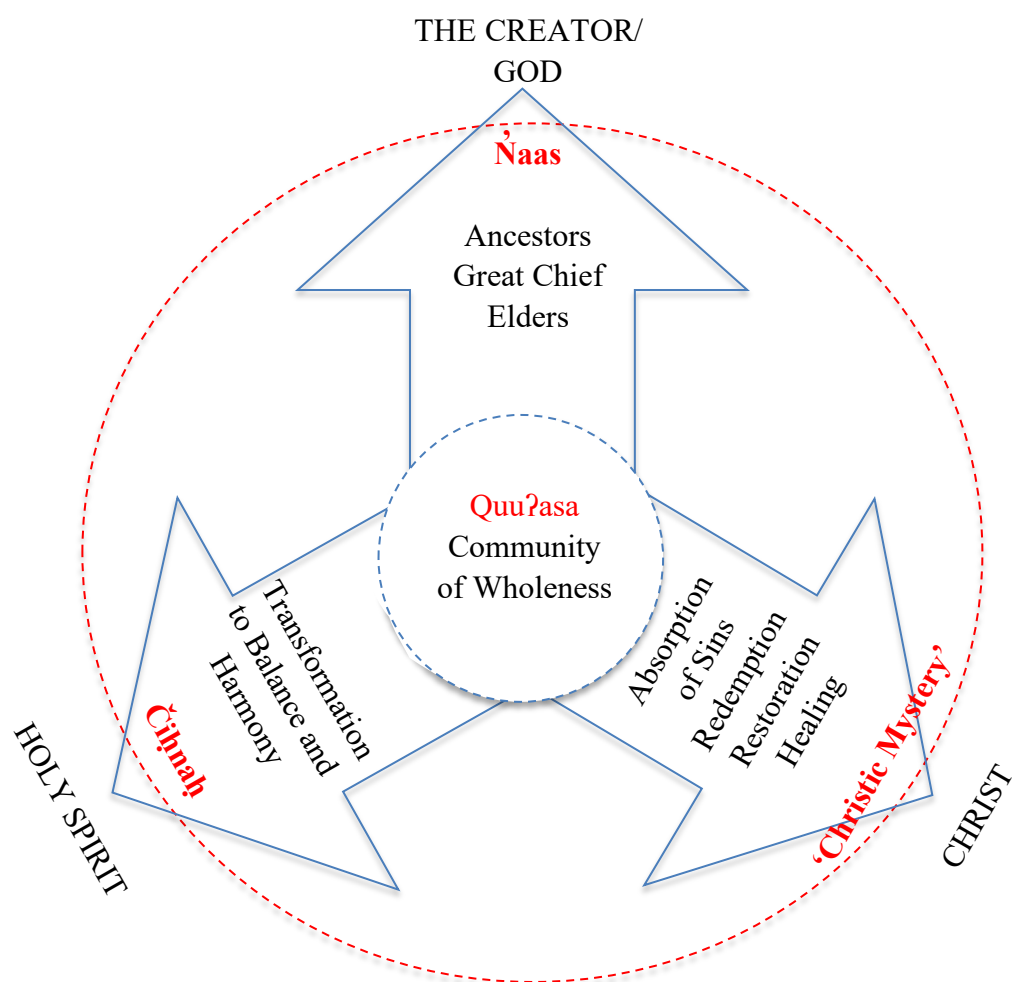 THE CREATOR/
GOD
N̓aas
Ancestors
Great Chief
Elders
QuuɁasa
Community
of Wholeness
Transformation
to Balance and
Harmony
Čiḥnaḥ
HOLY SPIRIT
Absorption
of Sins
Redemption
Restoration
Healing
‘Christic Mystery’
CHRIST